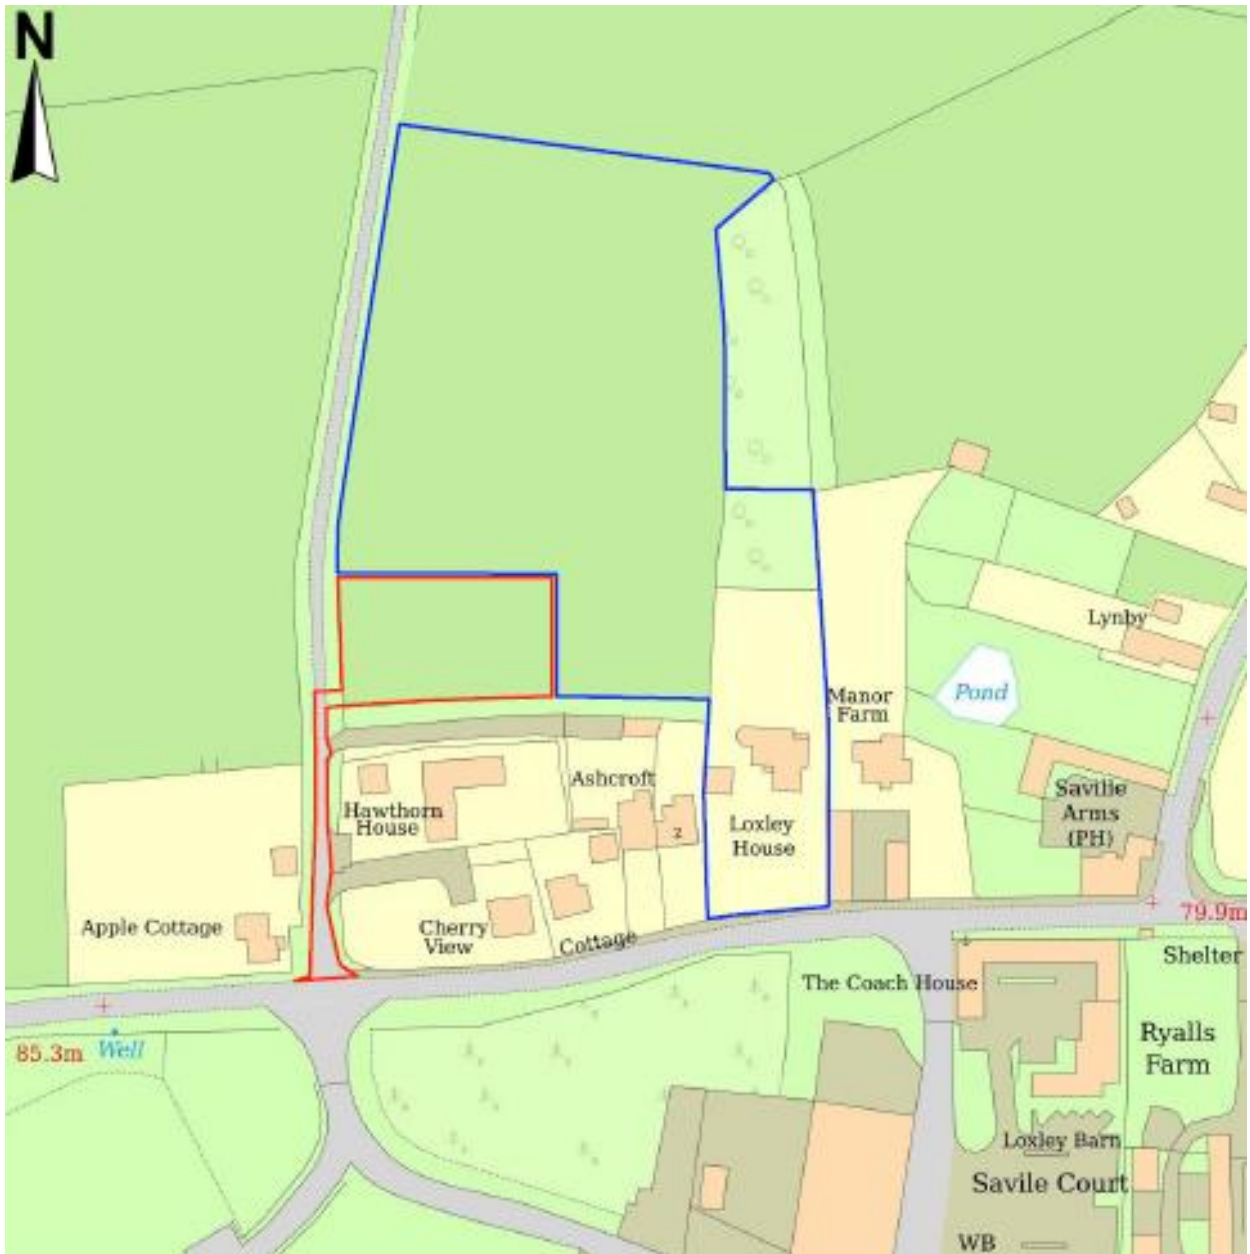 N
Lynby
Pond
Manor
Farm
Ashcroft
Saville
Arms
(PH)
Hawthorn
House
2
Loxley
House
79.9m
Apple Cottage
Cherry
View
Cottage
Shelter
The Coach House
85.3m
Well
Ryalls
Farm
Loxley Barn
Savile Court
WB